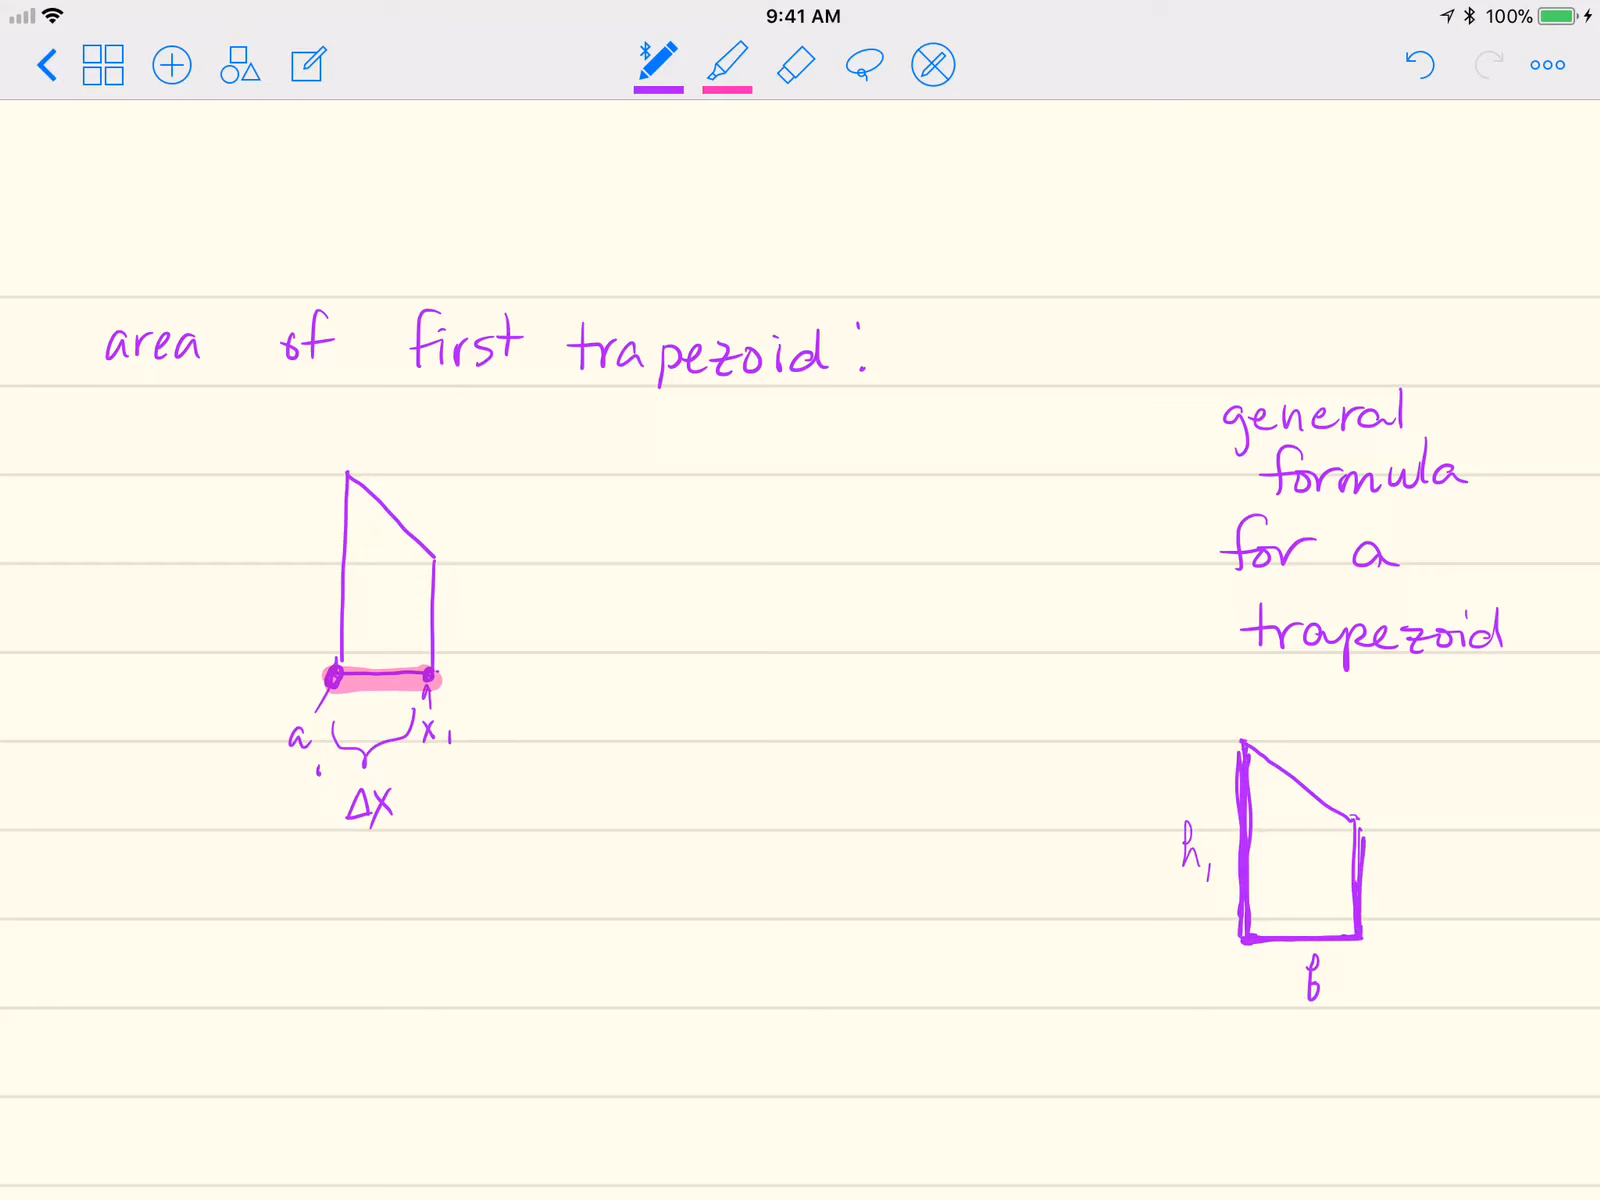 9:41 AM
100%
area of first trapezoid:
a
x₁
Δx
general
formula
for a
trapezoid
h₁
b